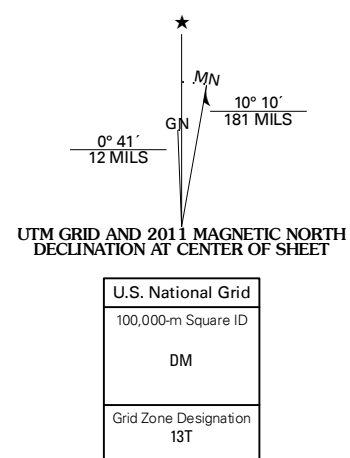 ★
MN
GN
10° 10´
181 MILS
0° 41´
12 MILS
UTM GRID AND 2011 MAGNETIC NORTH
DECLINATION AT CENTER OF SHEET
U.S. National Grid
100,000-m Square ID
DM
Grid Zone Designation
13T